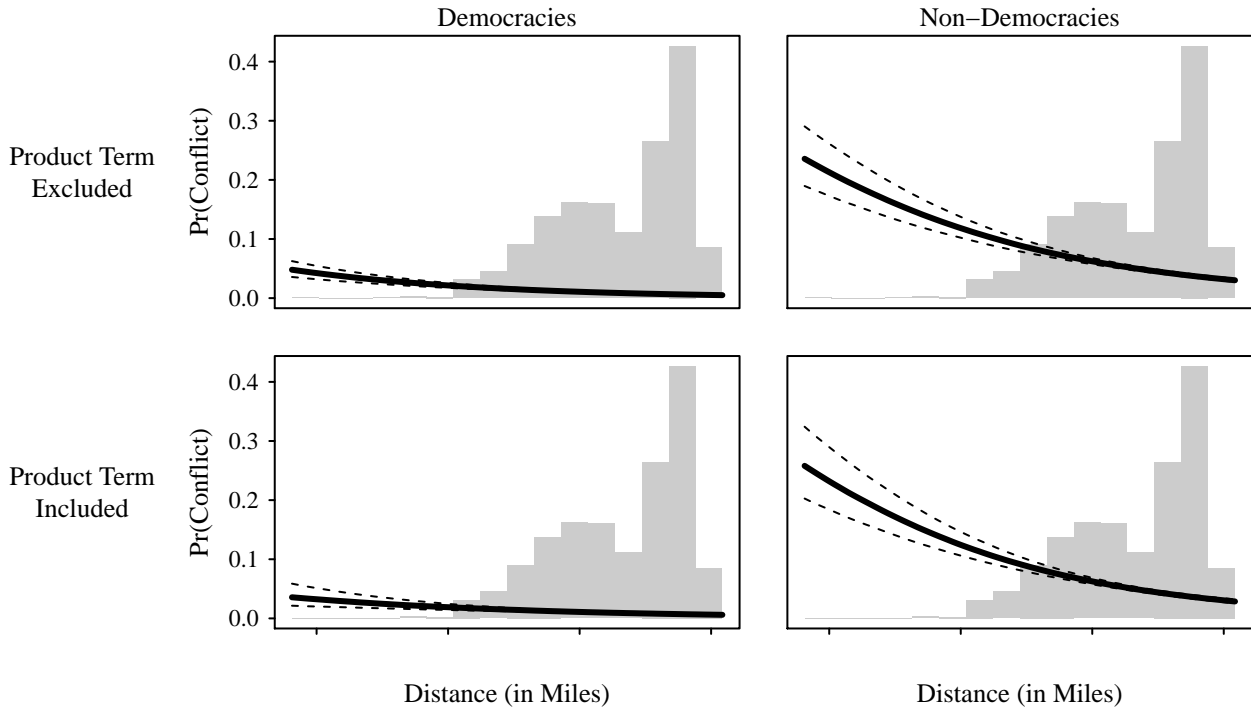 Democracies
Non−Democracies
Product Term
Excluded
Pr(Conflict)
0.4
0.3
0.2
0.1
0.0
Product Term
Included
Pr(Conflict)
0.4
0.3
0.2
0.1
0.0
Distance (in Miles)
Distance (in Miles)